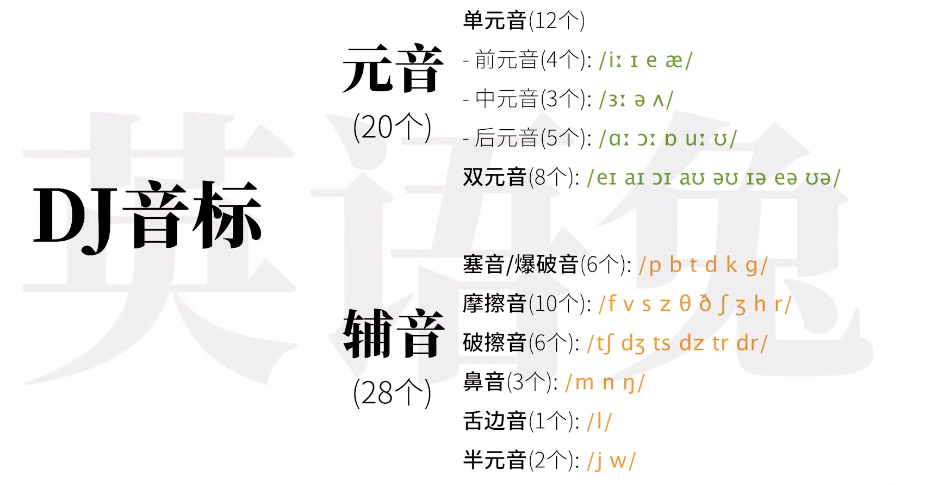 DJ音标
元音
(20个)
单元音(12个)
- 前元音(4个): /iː ɪ e æ/
- 中元音(3个): /ɜː ə ʌ/
- 后元音(5个): /ɑː ɔː ɒ uː ʊ/
双元音(8个): /eɪ aɪ ɔɪ aʊ əʊ ɪə eə ʊə/
辅音
(28个)
塞音/爆破音(6个): /p b t d k g/
摩擦音(10个): /f v s z θ ð ʃ ʒ h r/
破擦音(6个): /tʃ dʒ ts dz tr dr/
鼻音(3个): /m n ŋ/
舌边音(1个): /l/
半元音(2个): /j w/
英语兔